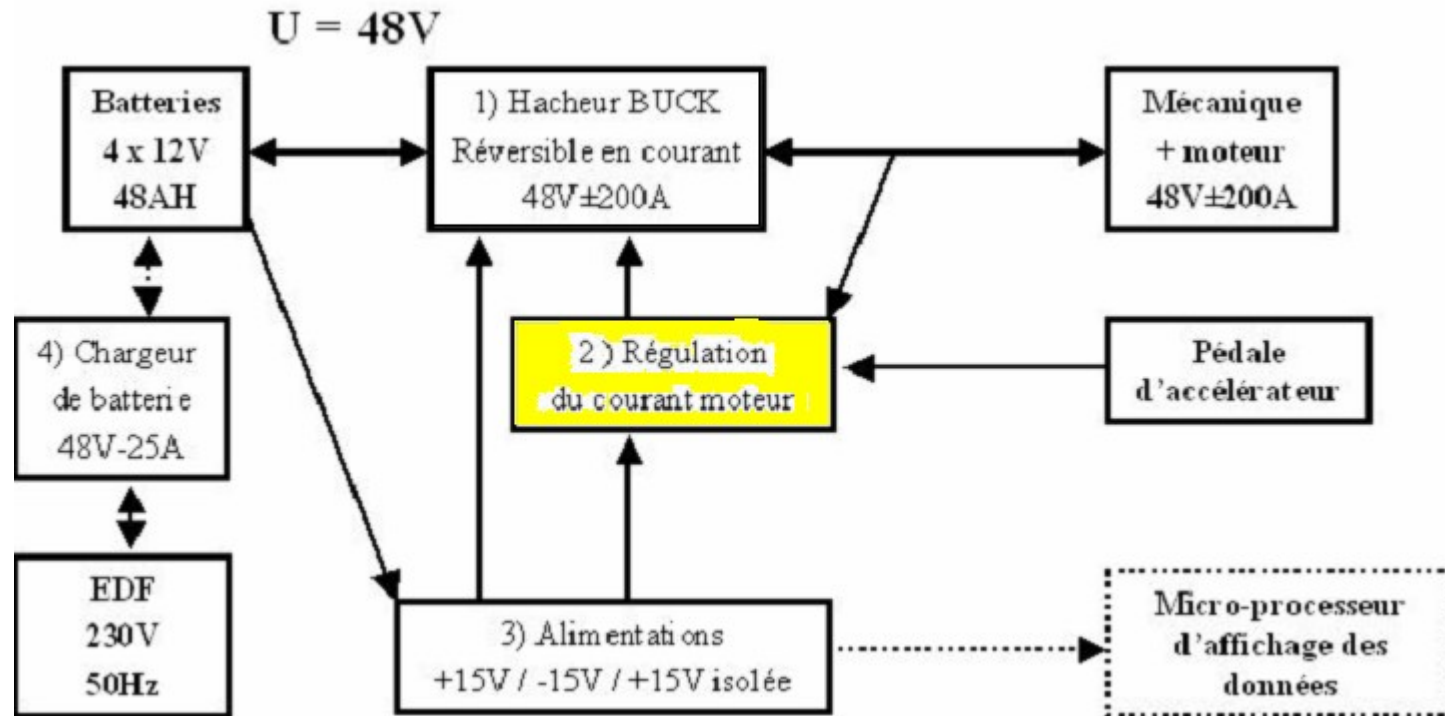 U = 48V
Batteries
4 x 12V
48AH
1) Hacheur BUCK
Réversible en courant
48V±200A
Mécanique
+ moteur
48V±200A
4) Chargeur
de batterie
48V-25A
2 ) Régulation
du courant moteur
Pédale
d'accélérateur
EDF
230V
50Hz
3) Alimentations
+15V / -15V / +15V isolée
Micro-processeur
d'affichage des
données